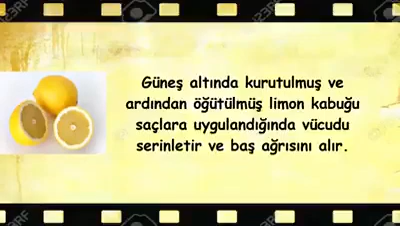 Güneş altında kurutulmuş ve
ardından öğütülmüş limon kabuğu
saçlara uygulandığında vücudu
serinletir ve baş ağrısını alır.